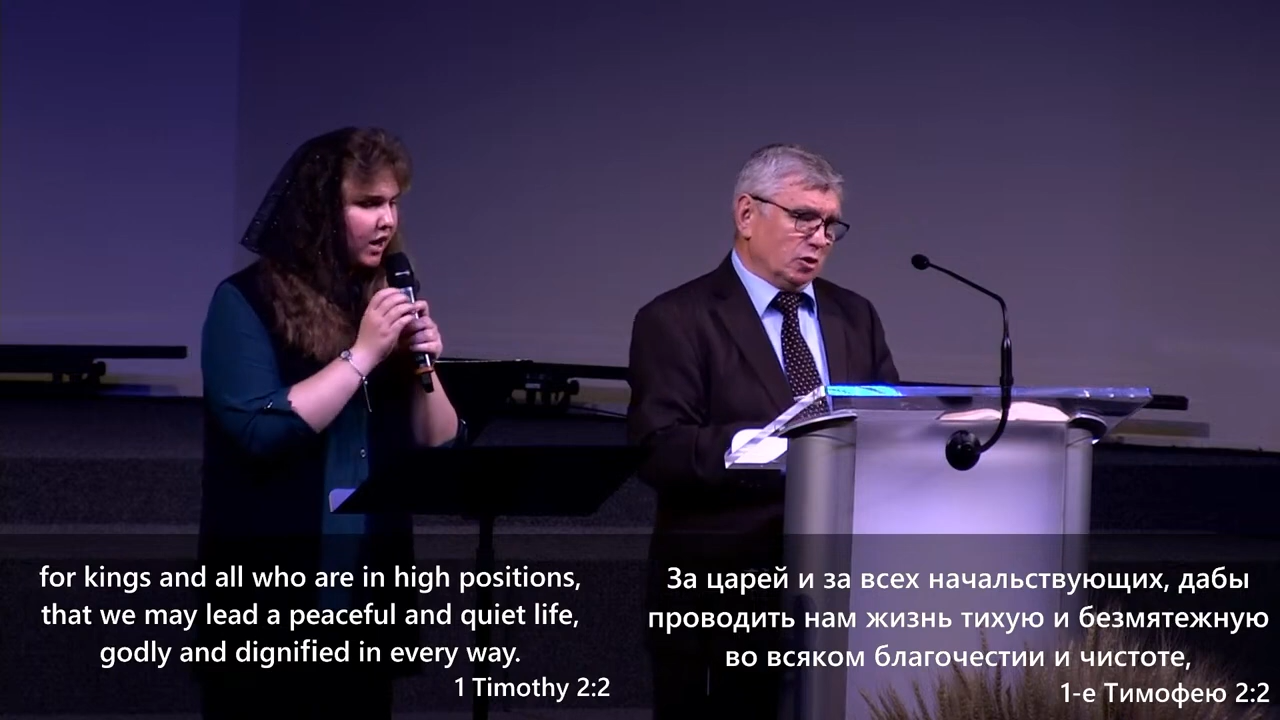 for kings and all who are in high positions,
that we may lead a peaceful and quiet life,
godly and dignified in every way.
1 Timothy 2:2
За царей и за всех начальствующих, дабы
проводить нам жизнь тихую и безмятежную
во всяком благочестии и чистоте,
1-е Тимофею 2:2